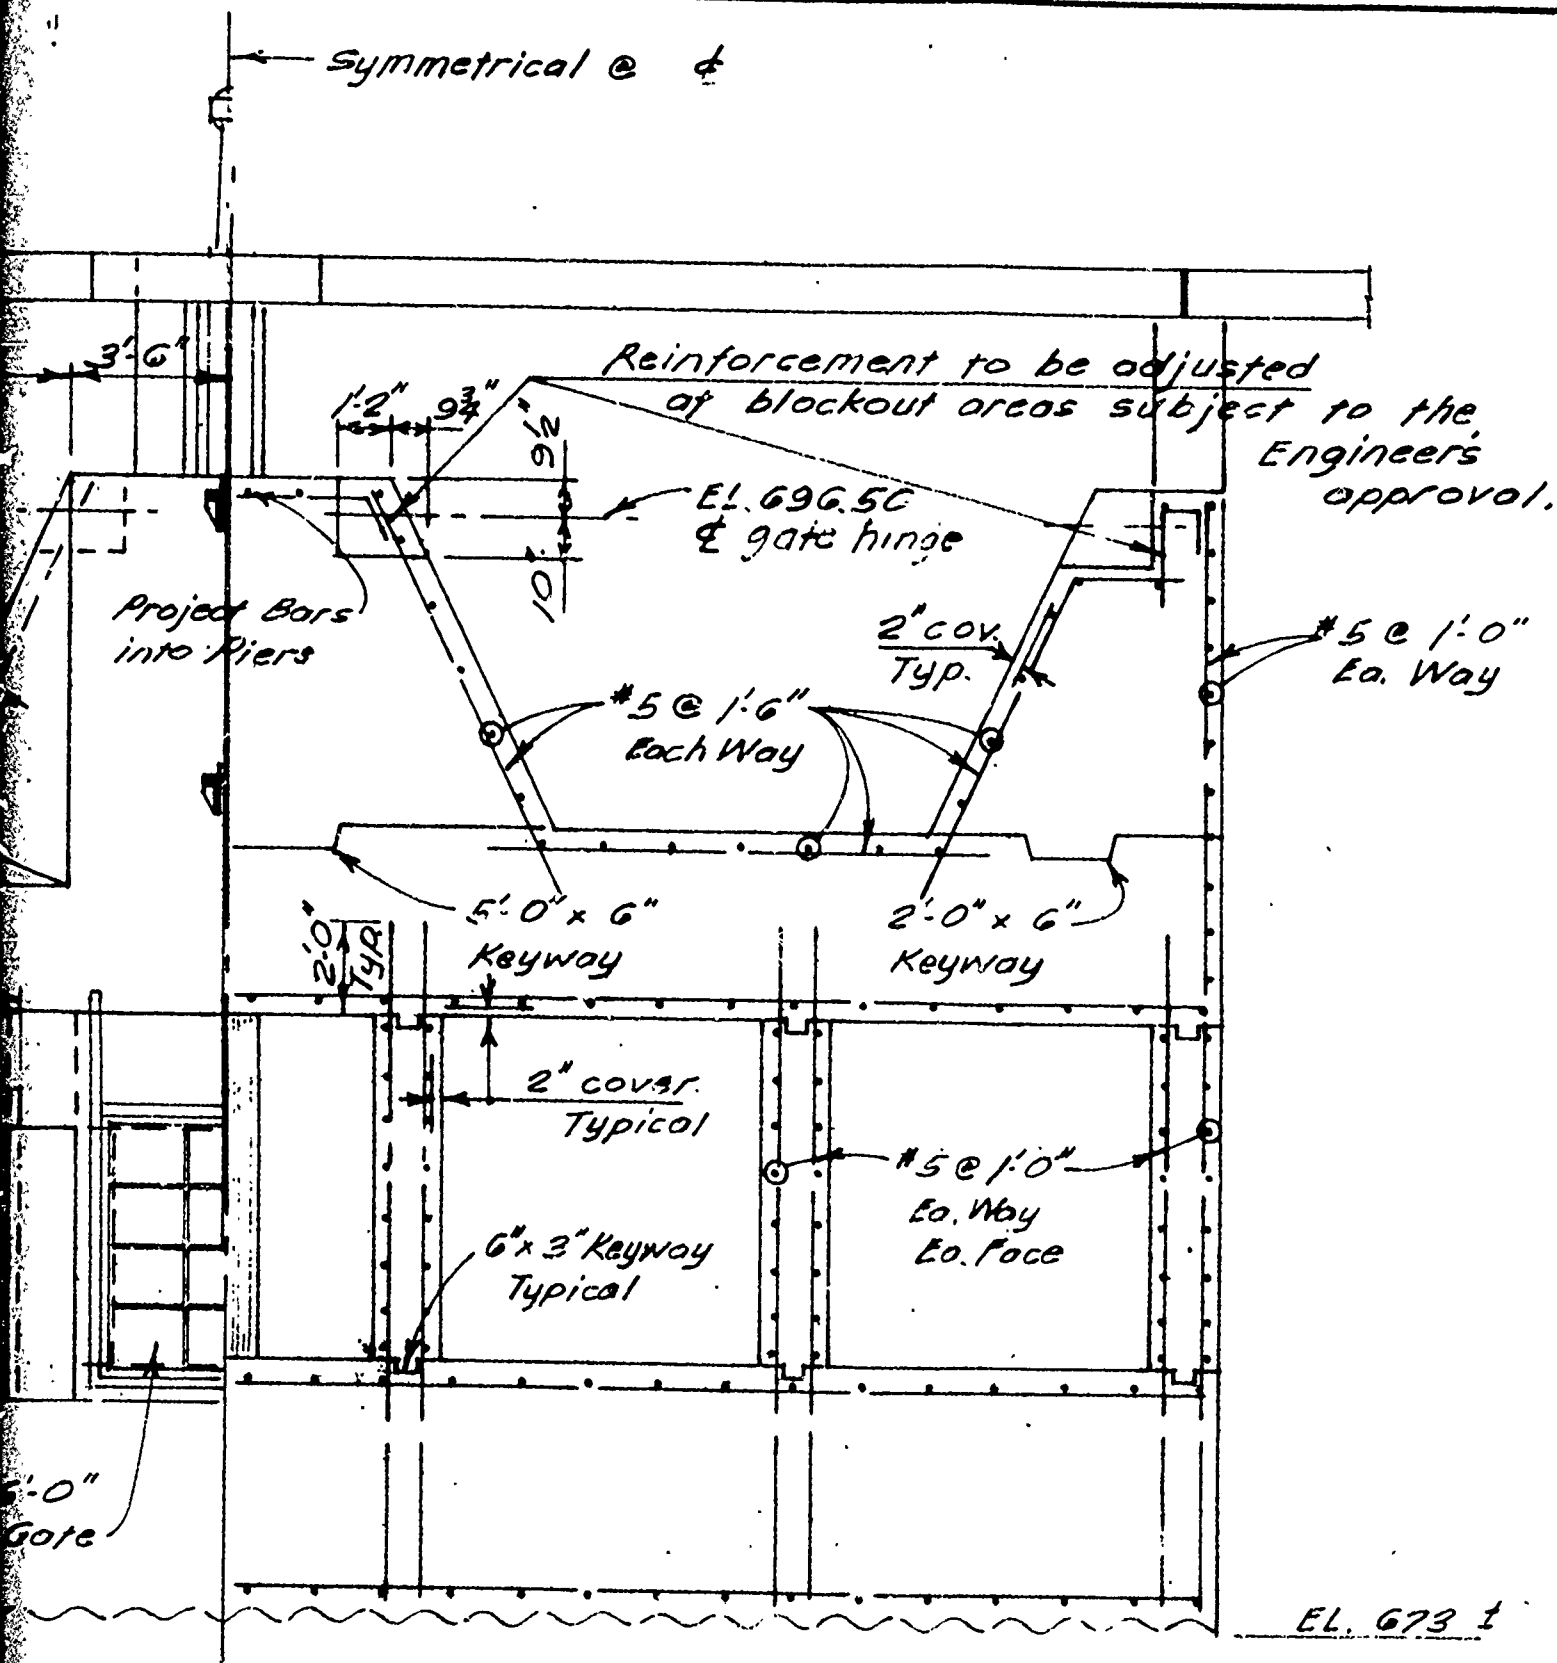 Symmetrical @ ℄
3'-6"
1'-2"
9¾"
9½"
10"
Reinforcement to be adjusted
at blockout areas subject to the
Engineer's
approval.
El. 696.50
℄ gate hinge
Project Bars
into Piers
2" cov.
Typ.
#5 @ 1'-0"
Ea. Way
#5 @ 1'-6"
Each Way
5'-0" x 6"
Keyway
2'-0" x 6"
Keyway
2'-0"
Typ.
2" cover
Typical
#5 @ 1'-0"
Ea. Way
Ea. Face
6" x 3" Keyway
Typical
'-0"
Gate
EL. 673 ±